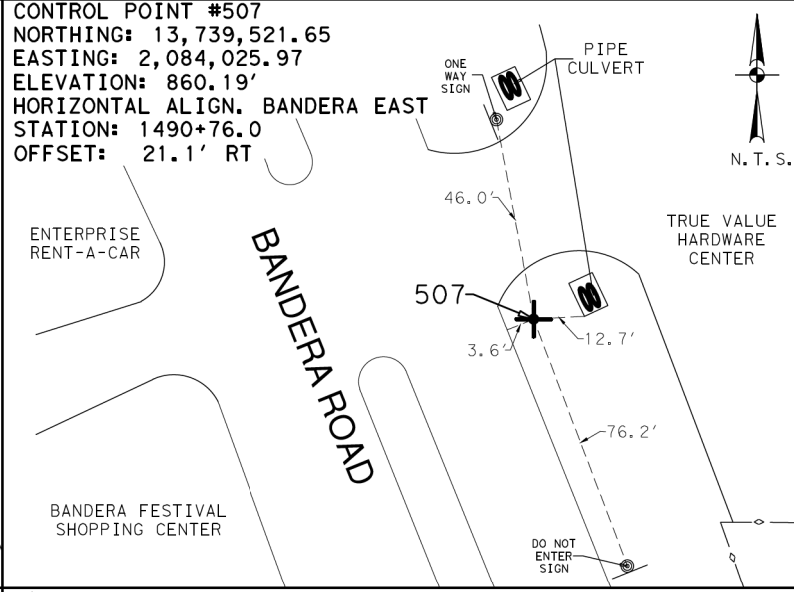 CONTROL POINT #507
NORTHING: 13,739,521.65
EASTING: 2,084,025.97
ELEVATION: 860.19'
HORIZONTAL ALIGN. BANDERA EAST
STATION: 1490+76.0
OFFSET: 21.1' RT
ONE
WAY
SIGN
PIPE
CULVERT
N.T.S.
46.0'
ENTERPRISE
RENT-A-CAR
TRUE VALUE
HARDWARE
CENTER
BANDERA ROAD
507
3.6'
12.7'
76.2'
BANDERA FESTIVAL
SHOPPING CENTER
DO NOT
ENTER
SIGN